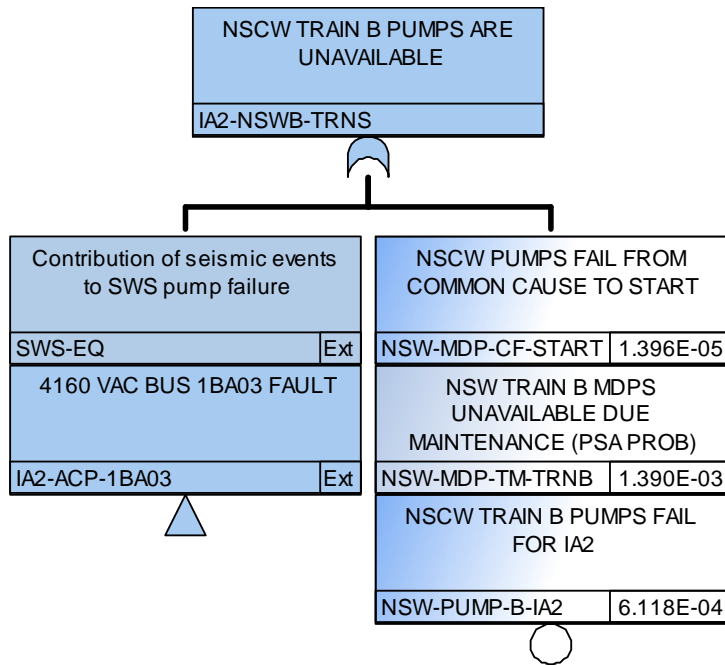 NSCW TRAIN B PUMPS ARE
UNAVAILABLE
IA2-NSWB-TRNS
Contribution of seismic events
to SWS pump failure
SWS-EQ Ext
4160 VAC BUS 1BA03 FAULT
IA2-ACP-1BA03 Ext
NSCW PUMPS FAIL FROM
COMMON CAUSE TO START
NSW-MDP-CF-START 1.396E-05
NSW TRAIN B MDPS
UNAVAILABLE DUE
MAINTENANCE (PSA PROB)
NSW-MDP-TM-TRNB 1.390E-03
NSCW TRAIN B PUMPS FAIL
FOR IA2
NSW-PUMP-B-IA2 6.118E-04